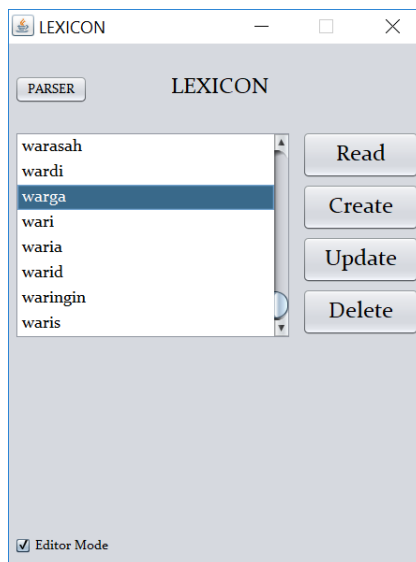 LEXICON
PARSER
LEXICON
warasah
wardi
warga
wari
waria
warid
waringin
waris
Read
Create
Update
Delete
Editor Mode